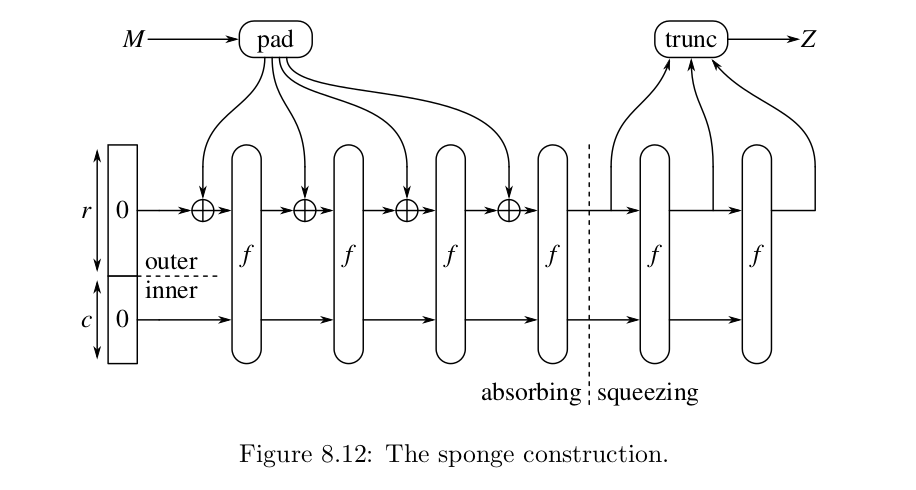 M pad trunc Z
r 0 outer
f f f f f f
inner
c 0
absorbing squeezing
Figure 8.12: The sponge construction.